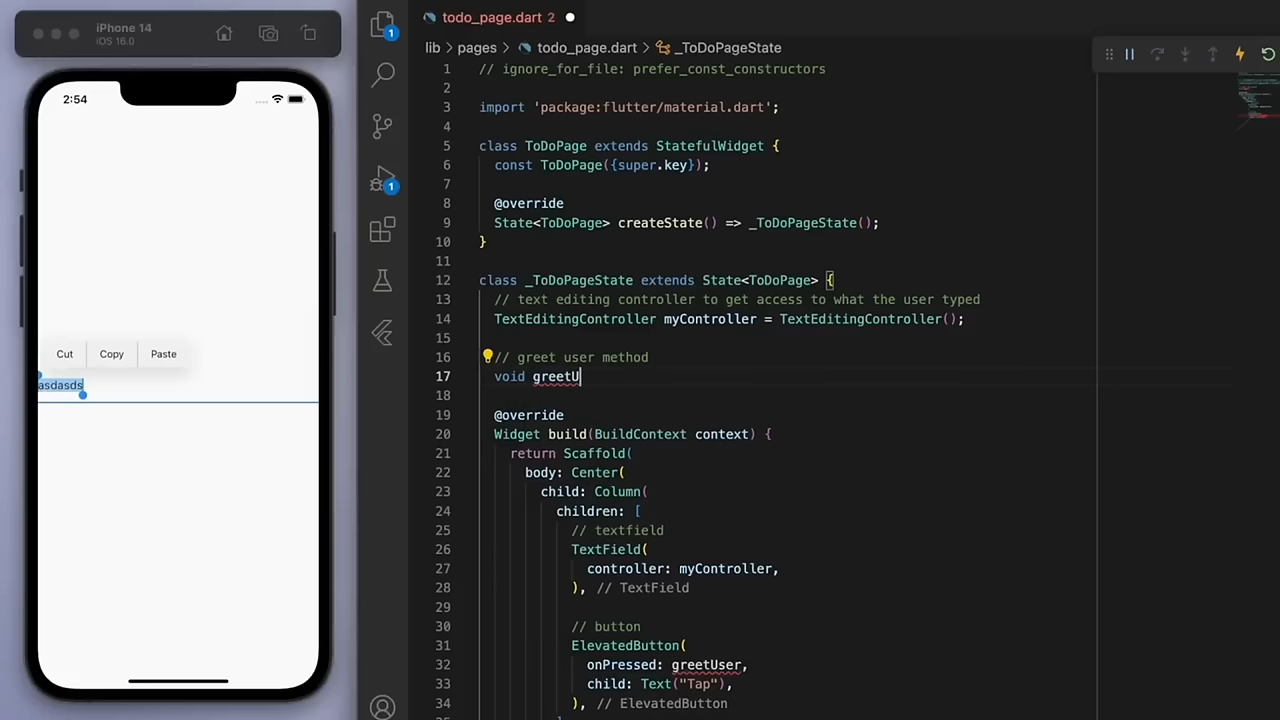 iPhone 14
iOS 16.0
2:54
Cut Copy Paste
asdasds
1
1
todo_page.dart 2
lib > pages > todo_page.dart > _ToDoPageState
1 // ignore_for_file: prefer_const_constructors
2
3 import 'package:flutter/material.dart';
4
5 class ToDoPage extends StatefulWidget {
6 const ToDoPage({super.key});
7
8 @override
9 State<ToDoPage> createState() => _ToDoPageState();
10 }
11
12 class _ToDoPageState extends State<ToDoPage> {
13 // text editing controller to get access to what the user typed
14 TextEditingController myController = TextEditingController();
15
16 // greet user method
17 void greetU
18
19 @override
20 Widget build(BuildContext context) {
21 return Scaffold(
22 body: Center(
23 child: Column(
24 children: [
25 // textfield
26 TextField(
27 controller: myController,
28 ), // TextField
29
30 // button
31 ElevatedButton(
32 onPressed: greetUser,
33 child: Text("Tap"),
34 ), // ElevatedButton